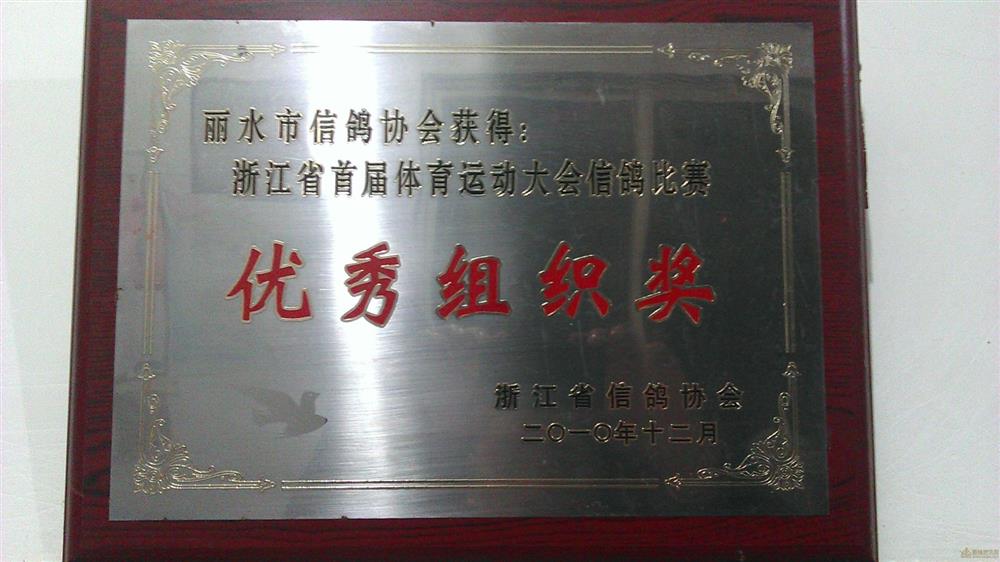 丽水市信鸽协会获得:
浙江省首届体育运动大会信鸽比赛
优秀组织奖
浙江省信鸽协会
二〇一〇年十二月